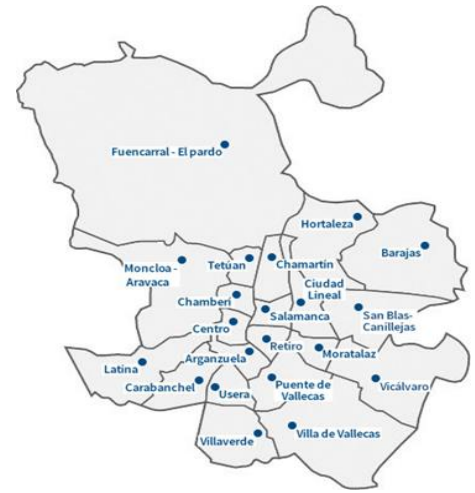 Fuencarral - El pardo
Hortaleza
Barajas
Moncloa -
Aravaca
Tetúan
Chamartín
Ciudad
Lineal
Chamberi
Salamanca
San Blas-
Canillejas
Centro
Retiro
Moratalaz
Arganzuela
Latina
Carabanchel
Usera
Puente de
Vallecas
Vicálvaro
Villaverde
Villa de Vallecas